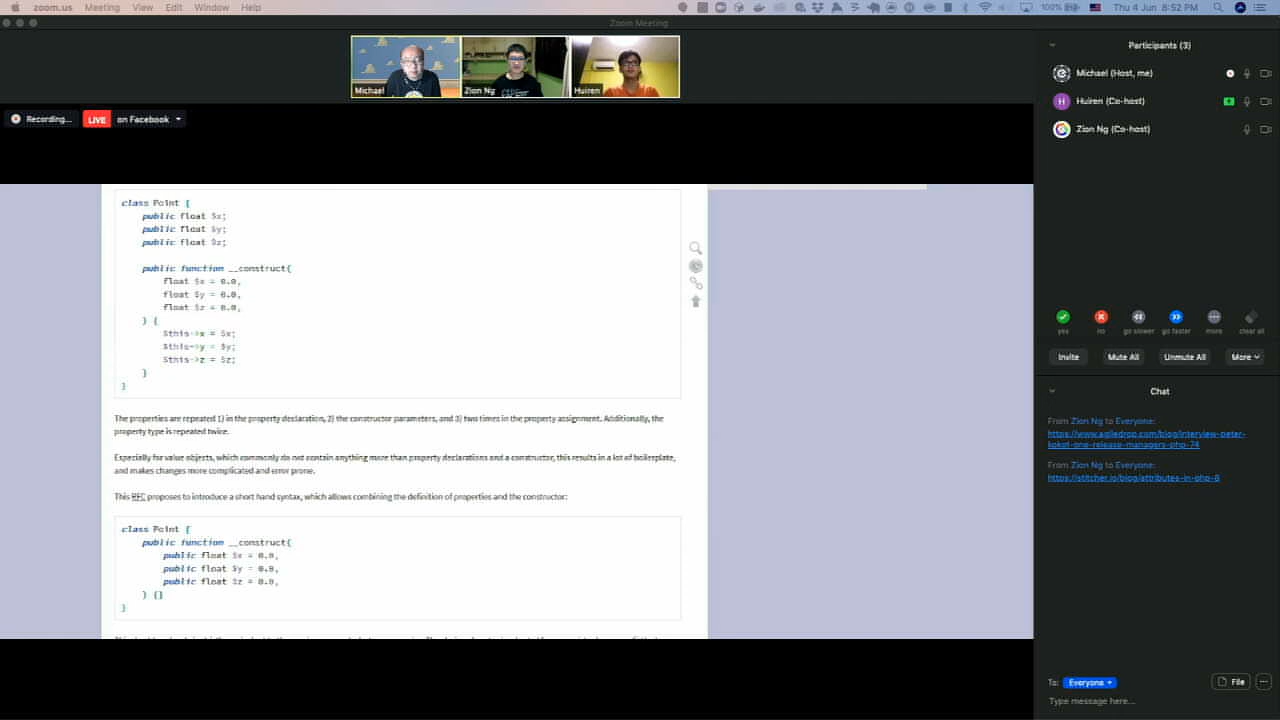 zoom.us Meeting View Edit Window Help 100% Thu 4 Jun 8:52 PM
Zoom Meeting
Michael Zion Ng Huiren
Recording... LIVE on Facebook
class Point {
public float $x;
public float $y;
public float $z;
public function __construct(
float $x = 0.0,
float $y = 0.0,
float $z = 0.0,
) {
$this->x = $x;
$this->y = $y;
$this->z = $z;
}
}
The properties are repeated 1) in the property declaration, 2) the constructor parameters, and 3) two times in the property assignment. Additionally, the
property type is repeated twice.
Especially for value objects, which commonly do not contain anything more than property declarations and a constructor, this results in a lot of boilerplate,
and makes changes more complicated and error prone.
This RFC proposes to introduce a short hand syntax, which allows combining the definition of properties and the constructor:
class Point {
public function __construct(
public float $x = 0.0,
public float $y = 0.0,
public float $z = 0.0,
) {}
}
Participants (3)
Michael (Host, me)
H Huiren (Co-host)
Zion Ng (Co-host)
yes no go slower go faster more clear all
Invite Mute All Unmute All More
Chat
From Zion Ng to Everyone:
https://www.agiledrop.com/blog/interview-peter-
kokot-one-release-managers-php-74
From Zion Ng to Everyone:
https://stitcher.io/blog/attributes-in-php-8
To: Everyone File
Type message here...